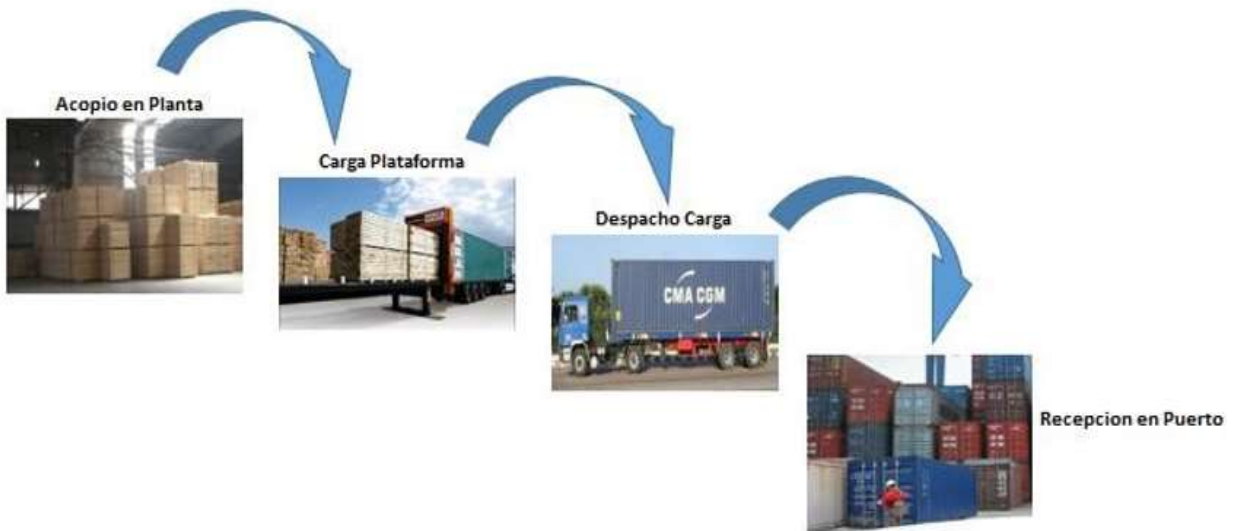 Acopio en Planta
Carga Plataforma
Despacho Carga
CMA CGM
Recepcion en Puerto